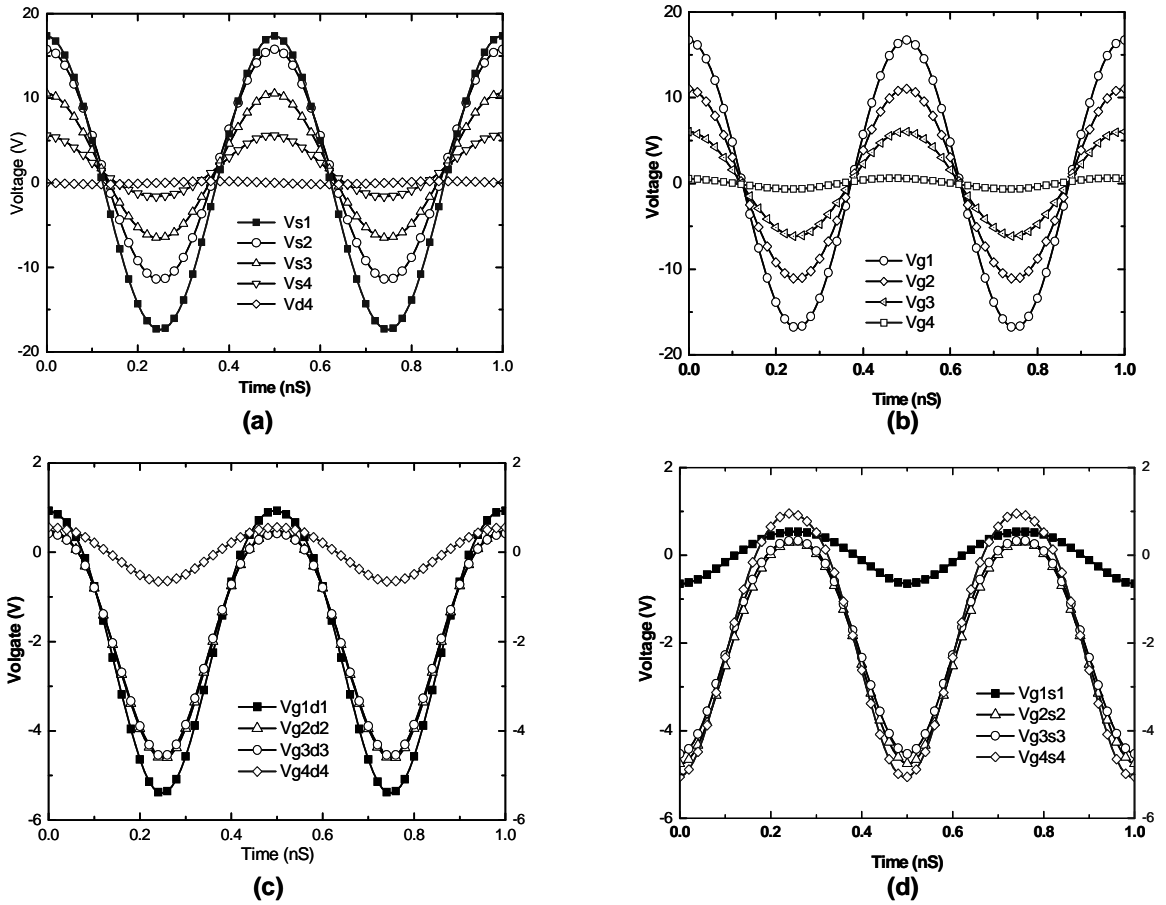 20
10
0
-10
-20
Voltage (V)
Vs1
Vs2
Vs3
Vs4
Vd4
0.0 0.2 0.4 0.6 0.8 1.0
Time (nS)
(a)
20
10
0
-10
-20
Voltage (V)
Vg1
Vg2
Vg3
Vg4
0.0 0.2 0.4 0.6 0.8 1.0
Time (nS)
(b)
2 2
0 0
-2 -2
-4 -4
-6 -6
Volgate (V)
Vg1d1
Vg2d2
Vg3d3
Vg4d4
0.2 0.4 0.6 0.8 1.0
Time (nS)
(c)
2 2
0 0
-2 -2
-4 -4
-6 -6
Voltage (V)
Vg1s1
Vg2s2
Vg3s3
Vg4s4
0.0 0.2 0.4 0.6 0.8 1.0
Time (nS)
(d)